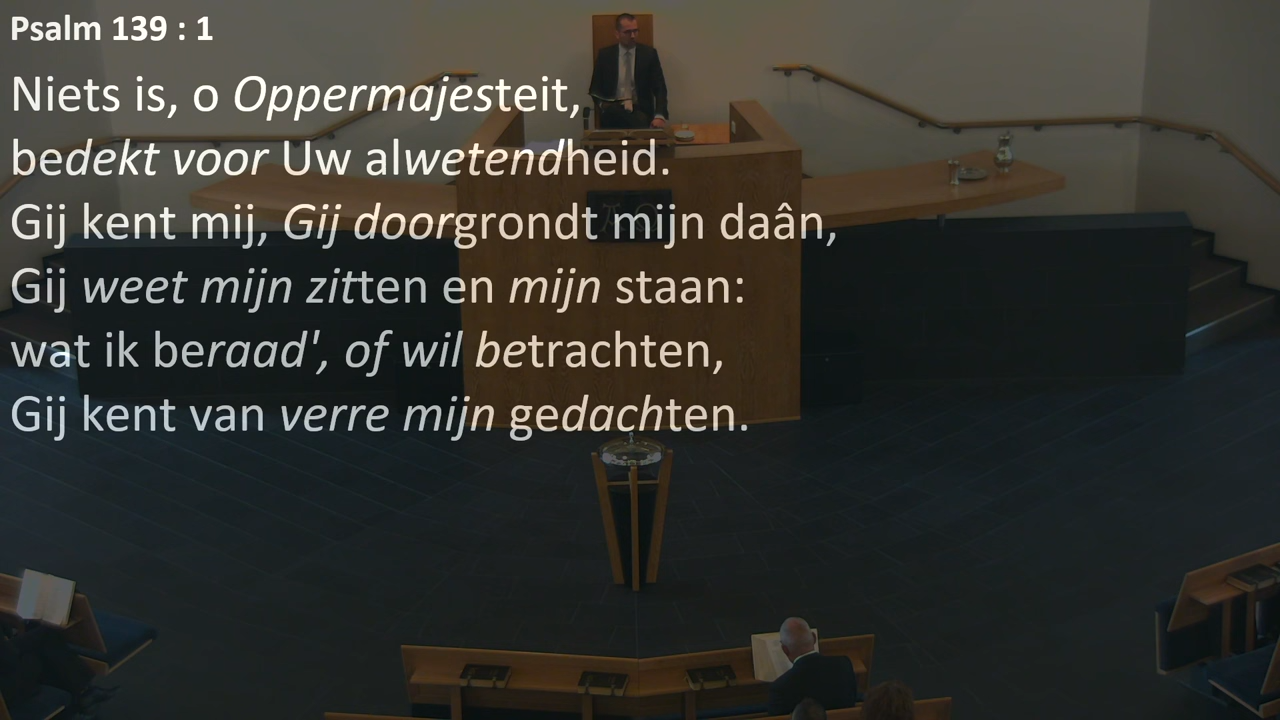 Psalm 139 : 1
Niets is, o Oppermajesteit,
bedekt voor Uw alwetendheid.
Gij kent mij, Gij doorgrondt mijn daân,
Gij weet mijn zitten en mijn staan:
wat ik beraad', of wil betrachten,
Gij kent van verre mijn gedachten.